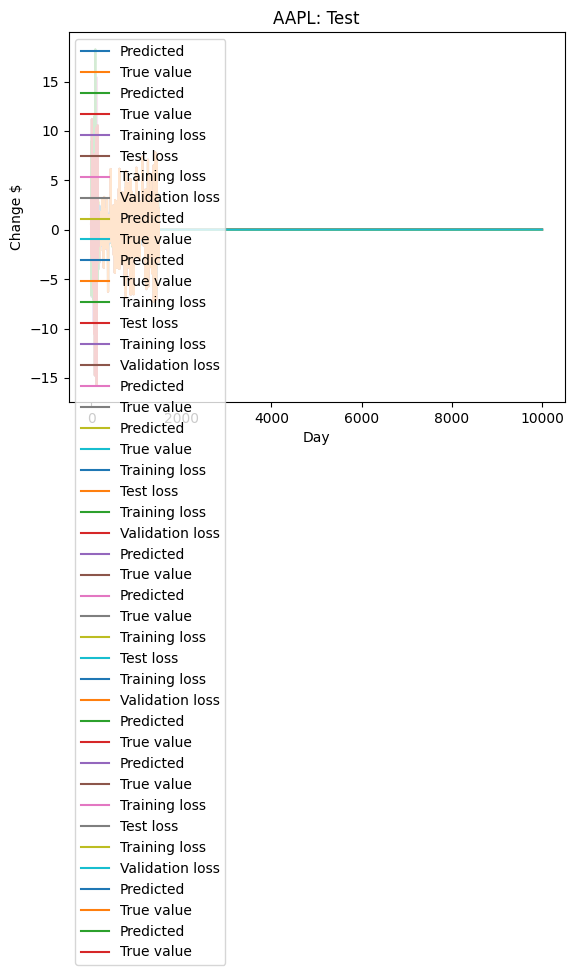 AAPL: Test
Change $
15
10
5
0
−5
−10
−15
Predicted
True value
Predicted
True value
Training loss
Test loss
Training loss
Validation loss
Predicted
True value
Predicted
True value
Training loss
Test loss
Training loss
Validation loss
Predicted
True value
Predicted
True value
Training loss
Test loss
Training loss
Validation loss
Predicted
True value
Predicted
True value
Training loss
Test loss
Training loss
Validation loss
Predicted
True value
Predicted
True value
Training loss
Test loss
Training loss
Validation loss
Predicted
True value
Predicted
True value
0 2000 4000 6000 8000 10000
Day